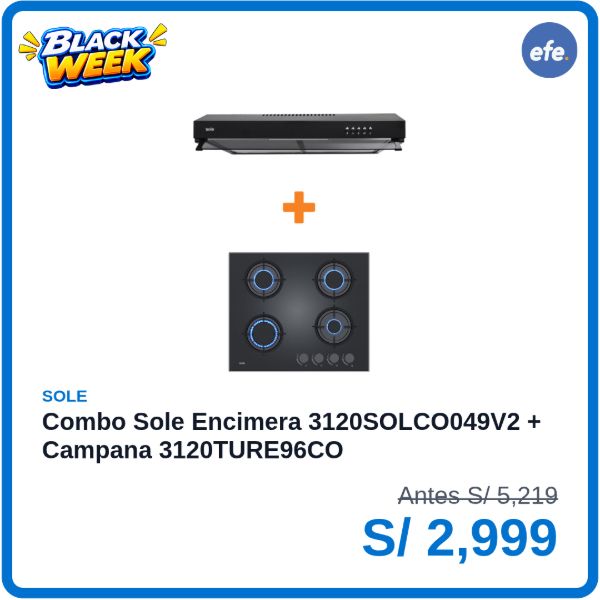 BLACK
WEEK
efe.
SOLE
Combo Sole Encimera 3120SOLCO049V2 +
Campana 3120TURE96CO
Antes S/ 5,219
S/ 2,999